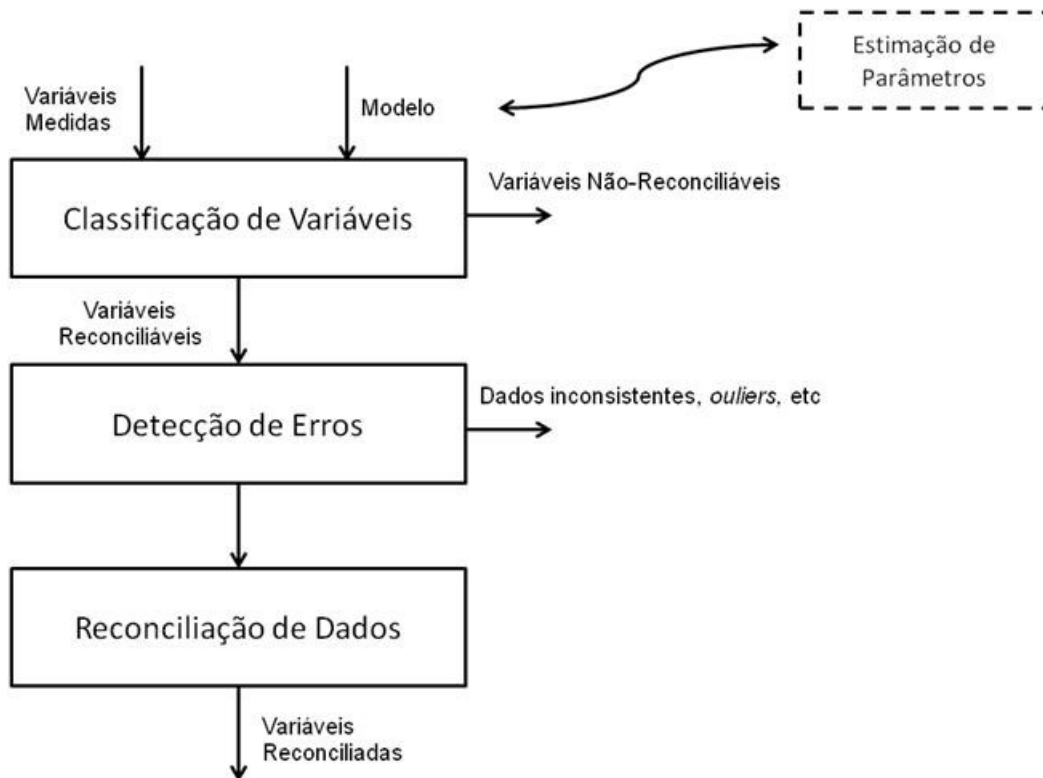 Estimação de
Parâmetros
Variáveis
Medidas
Modelo
Classificação de Variáveis
Variáveis Não-Reconciliáveis
Variáveis
Reconciliáveis
Detecção de Erros
Dados inconsistentes, ouliers, etc
Reconciliação de Dados
Variáveis
Reconciliadas